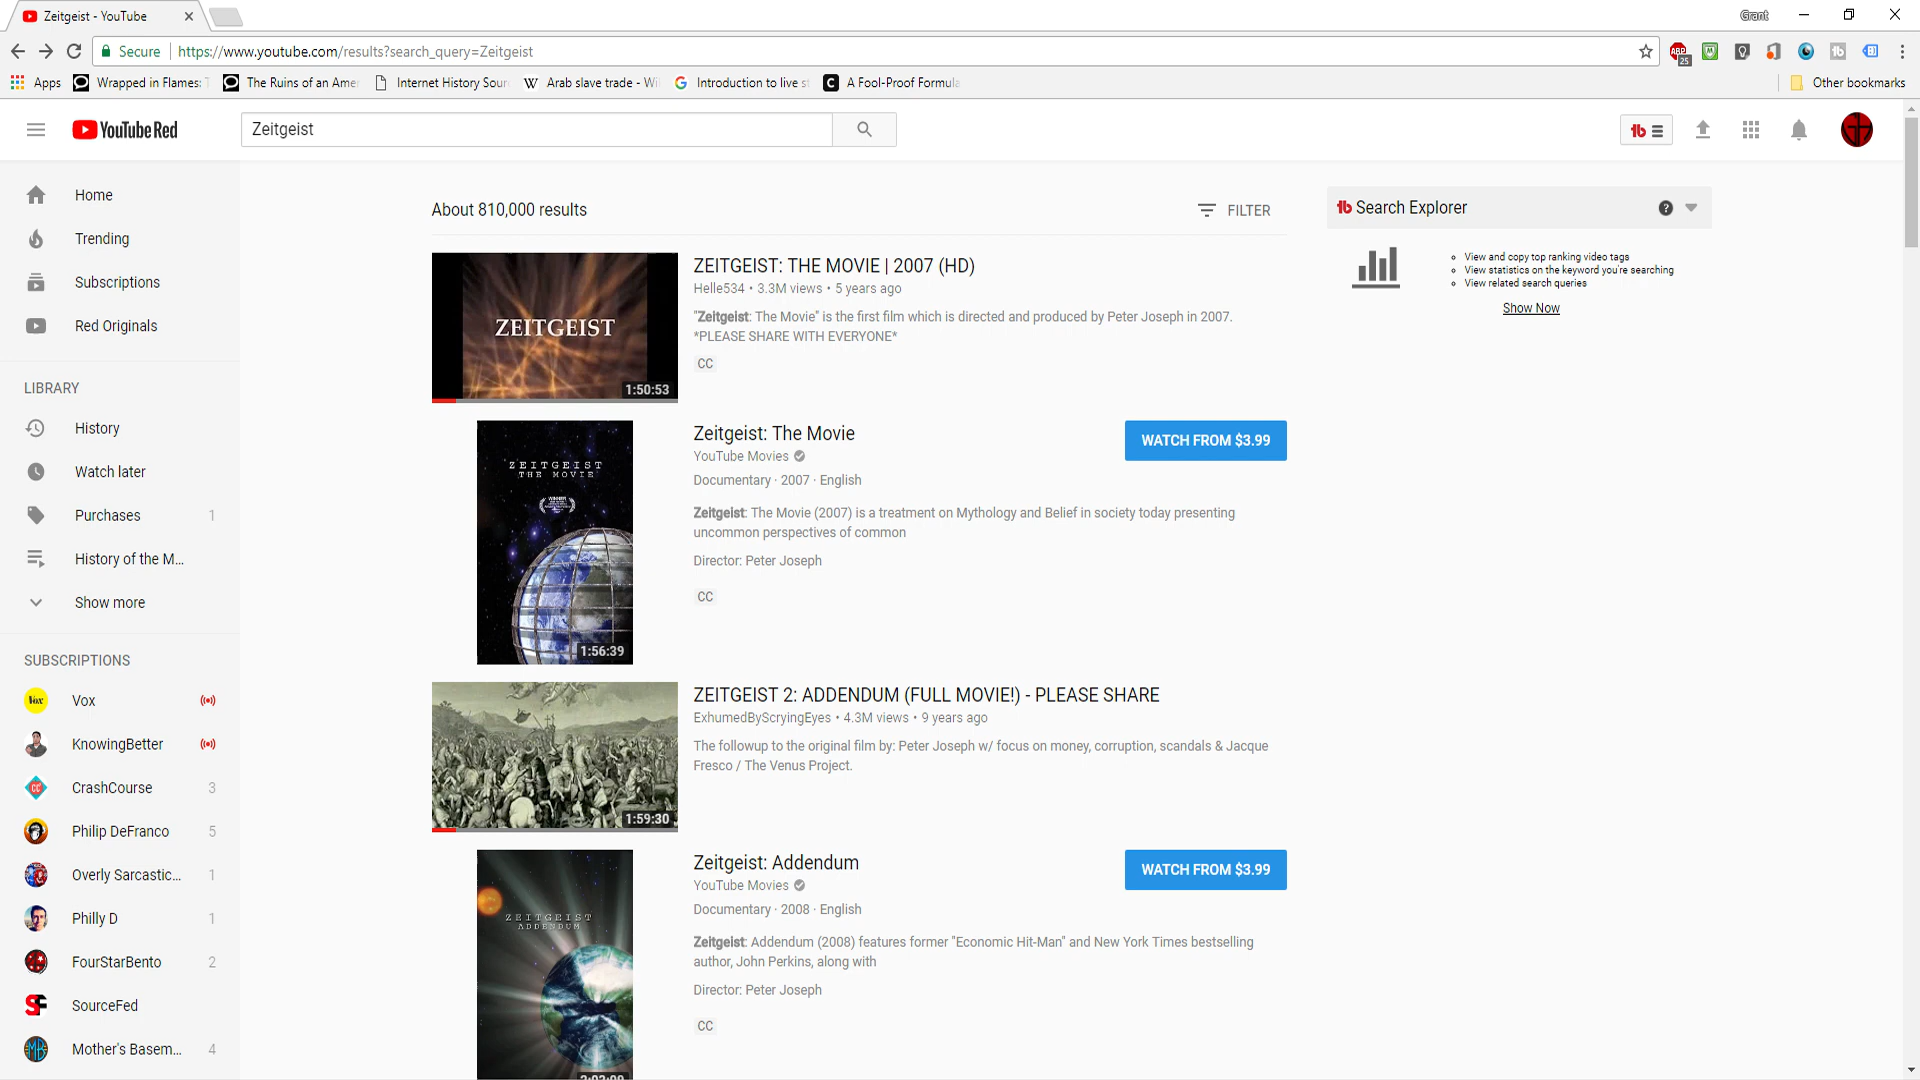 Zeitgeist - YouTube
Grant
Secure
https://www.youtube.com/results?search_query=Zeitgeist
ABP
25
Apps
Wrapped in Flames:
The Ruins of an Ame
Internet History Sour
Arab slave trade - Wi
Introduction to live s
A Fool-Proof Formula
Other bookmarks
YouTube Red
Zeitgeist
Home
Trending
Subscriptions
Red Originals
LIBRARY
History
Watch later
Purchases 1
History of the M...
Show more
SUBSCRIPTIONS
Vox
KnowingBetter
CrashCourse 3
Philip DeFranco 5
Overly Sarcastic... 1
Philly D 1
FourStarBento 2
SourceFed
Mother's Basem... 4
About 810,000 results
FILTER
ZEITGEIST
1:50:53
ZEITGEIST: THE MOVIE | 2007 (HD)
Helle534 • 3.3M views • 5 years ago
"Zeitgeist: The Movie" is the first film which is directed and produced by Peter Joseph in 2007.
*PLEASE SHARE WITH EVERYONE*
CC
ZEITGEIST
THE MOVIE
WINNER
1:56:39
Zeitgeist: The Movie
YouTube Movies
Documentary · 2007 · English
Zeitgeist: The Movie (2007) is a treatment on Mythology and Belief in society today presenting
uncommon perspectives of common
Director: Peter Joseph
CC
WATCH FROM $3.99
1:59:30
ZEITGEIST 2: ADDENDUM (FULL MOVIE!) - PLEASE SHARE
ExhumedByScryingEyes • 4.3M views • 9 years ago
The followup to the original film by: Peter Joseph w/ focus on money, corruption, scandals & Jacque
Fresco / The Venus Project.
ZEITGEIST
ADDENDUM
Zeitgeist: Addendum
YouTube Movies
Documentary · 2008 · English
Zeitgeist: Addendum (2008) features former "Economic Hit-Man" and New York Times bestselling
author, John Perkins, along with
Director: Peter Joseph
CC
WATCH FROM $3.99
Search Explorer
View and copy top ranking video tags
View statistics on the keyword you're searching
View related search queries
Show Now